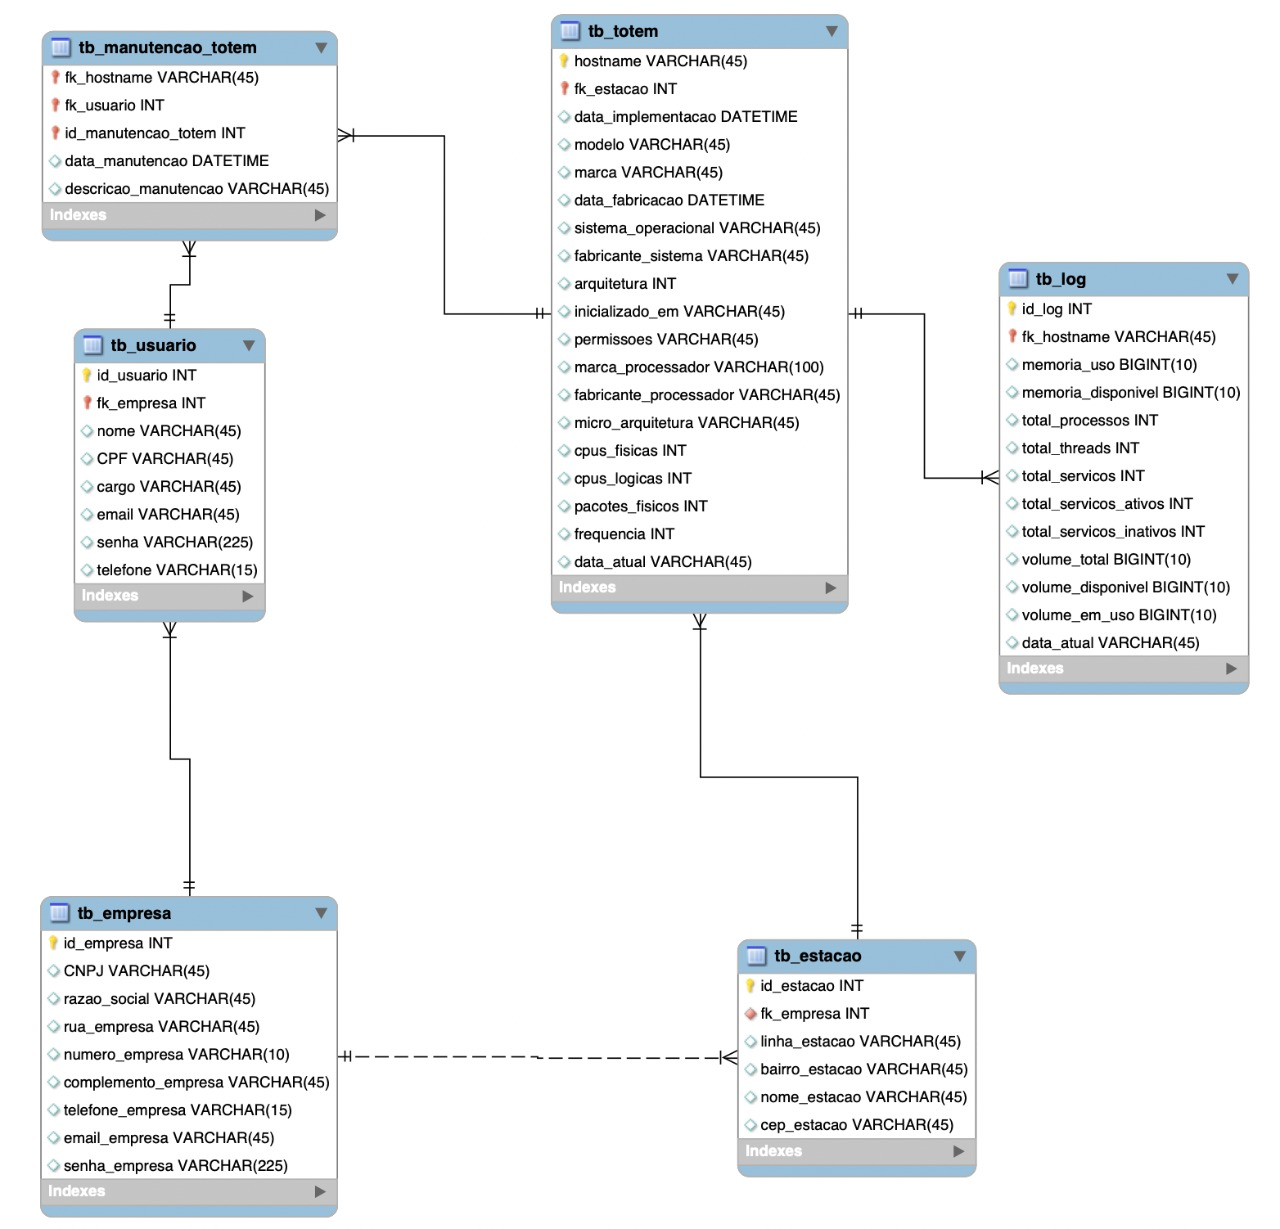 tb_manutencao_totem
fk_hostname VARCHAR(45)
fk_usuario INT
id_manutencao_totem INT
data_manutencao DATETIME
descricao_manutencao VARCHAR(45)
Indexes
tb_totem
hostname VARCHAR(45)
fk_estacao INT
data_implementacao DATETIME
modelo VARCHAR(45)
marca VARCHAR(45)
data_fabricacao DATETIME
sistema_operacional VARCHAR(45)
fabricante_sistema VARCHAR(45)
arquitetura INT
inicializado_em VARCHAR(45)
permissoes VARCHAR(45)
marca_processador VARCHAR(100)
fabricante_processador VARCHAR(45)
micro_arquitetura VARCHAR(45)
cpus_fisicas INT
cpus_logicas INT
pacotes_fisicos INT
frequencia INT
data_atual VARCHAR(45)
Indexes
tb_log
id_log INT
fk_hostname VARCHAR(45)
memoria_uso BIGINT(10)
memoria_disponivel BIGINT(10)
total_processos INT
total_threads INT
total_servicos INT
total_servicos_ativos INT
total_servicos_inativos INT
volume_total BIGINT(10)
volume_disponivel BIGINT(10)
volume_em_uso BIGINT(10)
data_atual VARCHAR(45)
Indexes
tb_usuario
id_usuario INT
fk_empresa INT
nome VARCHAR(45)
CPF VARCHAR(45)
cargo VARCHAR(45)
email VARCHAR(45)
senha VARCHAR(225)
telefone VARCHAR(15)
Indexes
tb_empresa
id_empresa INT
CNPJ VARCHAR(45)
razao_social VARCHAR(45)
rua_empresa VARCHAR(45)
numero_empresa VARCHAR(10)
complemento_empresa VARCHAR(45)
telefone_empresa VARCHAR(15)
email_empresa VARCHAR(45)
senha_empresa VARCHAR(225)
Indexes
tb_estacao
id_estacao INT
fk_empresa INT
linha_estacao VARCHAR(45)
bairro_estacao VARCHAR(45)
nome_estacao VARCHAR(45)
cep_estacao VARCHAR(45)
Indexes